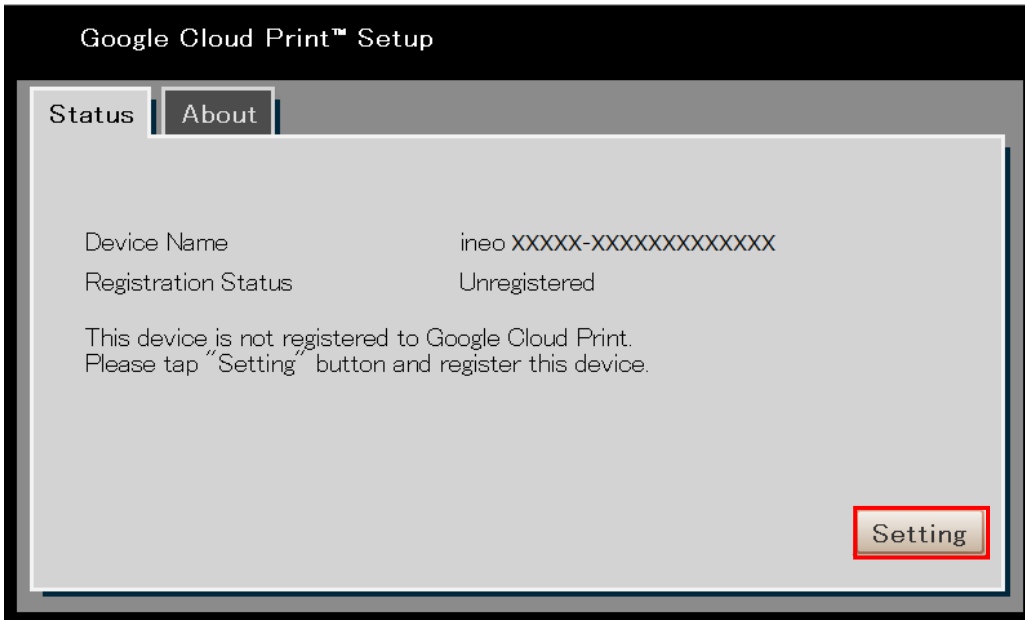 Google Cloud Print™ Setup
Status About
Device Name ineo XXXXX-XXXXXXXXXXXXX
Registration Status Unregistered
This device is not registered to Google Cloud Print.
Please tap "Setting" button and register this device.
Setting